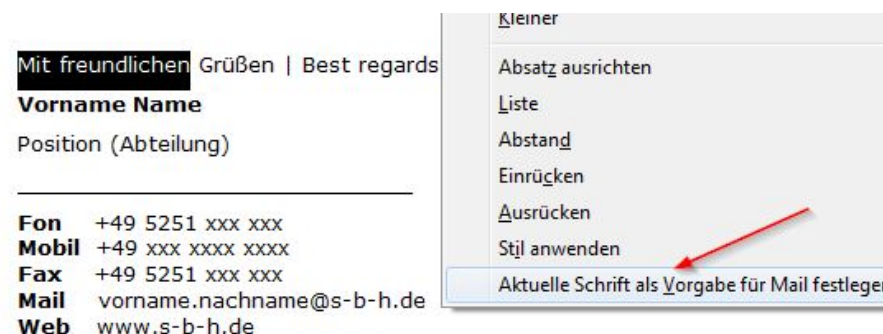 Mit freundlichen Grüßen | Best regards
Vorname Name
Position (Abteilung)
Fon +49 5251 xxx xxx
Mobil +49 xxx xxxx xxxx
Fax +49 5251 xxx xxx
Mail vorname.nachname@s-b-h.de
Web www.s-b-h.de
Kleiner
Absatz ausrichten
Liste
Abstand
Einrücken
Ausrücken
Stil anwenden
Aktuelle Schrift als Vorgabe für Mail festlegen